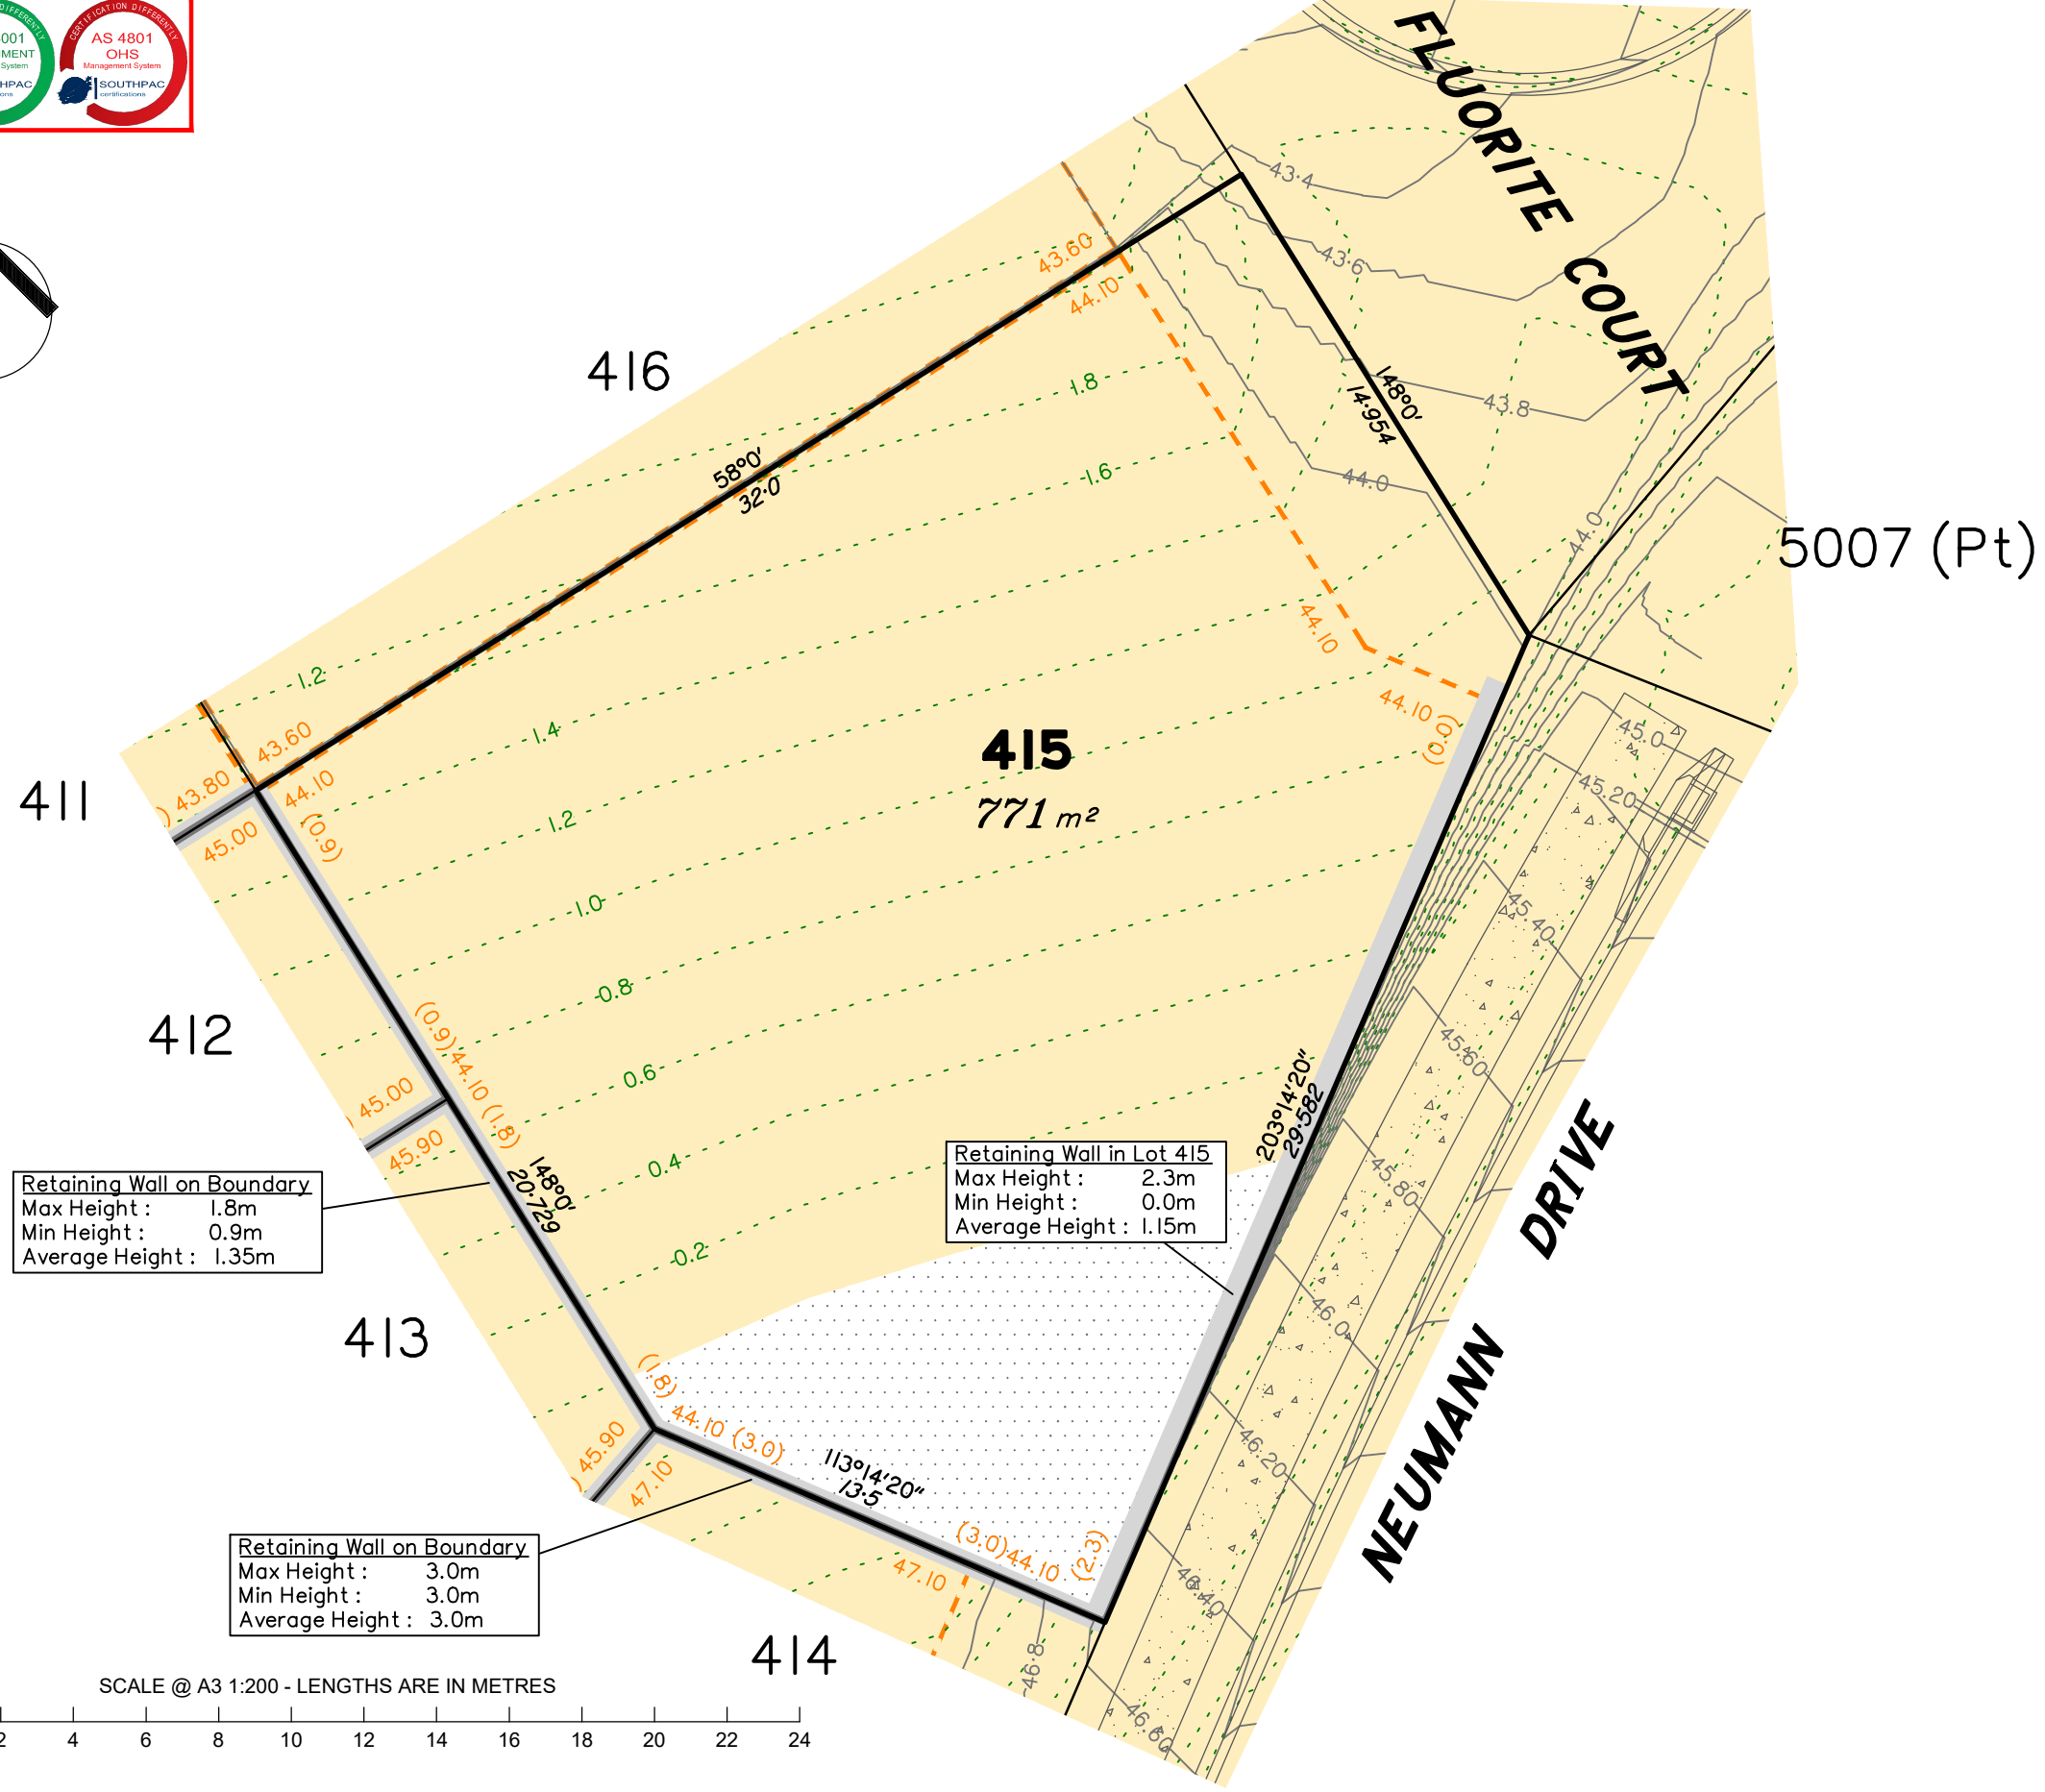 CERTIFICATION DIFFERENTLY
AS 4801
OHS
Management System
SOUTHPAC
certifications
FLUORITE COURT
43.4
43.6
43.8
44.0
44.0
5007 (Pt)
416
43.60
44.10
148°0'
14.954
58°0'
32.0
1.8
1.6
1.2
1.4
1.2
1.0
0.8
0.6
0.4
0.2
44.10
44.10 (0.0)
415
771 m²
411
43.80
43.60
44.10
45.00
(0.9)
412
(0.9) 44.10 (1.8)
45.00
45.90
148°0'
20.729
413
Retaining Wall on Boundary
Max Height : 1.8m
Min Height : 0.9m
Average Height : 1.35m
Retaining Wall in Lot 415
Max Height : 2.3m
Min Height : 0.0m
Average Height : 1.15m
203°14'20"
29.582
45.0
45.20
45.40
45.60
45.80
46.0
46.20
46.40
46.60
46.8
NEUMANN DRIVE
(1.8)
44.10 (3.0)
45.90
47.10
113°14'20"
13.5
(3.0) 44.10
(2.3)
47.10
414
Retaining Wall on Boundary
Max Height : 3.0m
Min Height : 3.0m
Average Height : 3.0m
SCALE @ A3 1:200 - LENGTHS ARE IN METRES
2 4 6 8 10 12 14 16 18 20 22 24